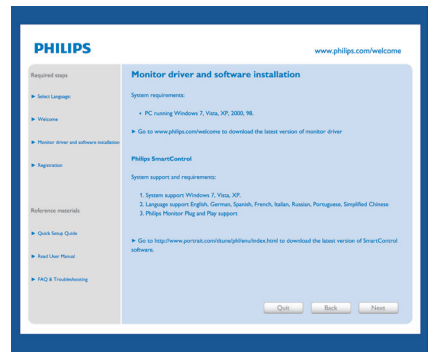 PHILIPS
www.philips.com/welcome
Required steps
► Select Language:
► Welcome
► Monitor driver and software installation
► Registration
Reference materials:
► Quick Setup Quide
► Read User Manual
► FAQ & Troubleshooting
Monitor driver and software installation
System requirements:
• PC running Windows 7, Vista, XP, 2000, 98.
► Go to www.philips.com/welcome to download the latest version of monitor driver
Philips SmartControl
System support and requirements:
1. System support Windows 7, Vista, XP.
2. Language support English, German, Spanish, French, Italian, Russian, Portuguese, Simplified Chinese
3. Philips Monitor Plug and Play support
► Go to http://www.portrait.com/dtune/phil/enu/index.html to download the latest version of SmartControl
software.
Quit
Back
Next